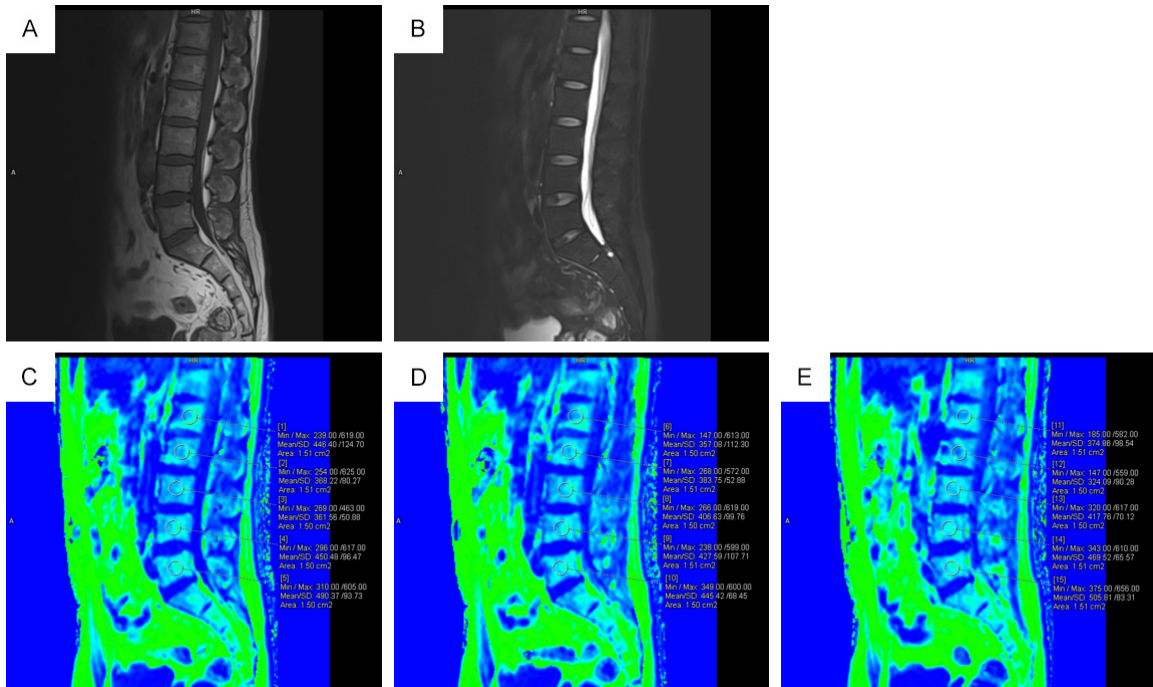 A
HR
A
B
HR
A
C
HR
A
[1]
Min / Max: 239.00 /619.00
Mean/SD: 446.40 /124.70
Area: 1.51 cm2
[2]
Min / Max: 254.00 /625.00
Mean/SD: 368.22 /80.27
Area: 1.51 cm2
[3]
Min / Max: 269.00 /463.00
Mean/SD: 361.56 /50.88
Area: 1.50 cm2
[4]
Min / Max: 286.00 /617.00
Mean/SD: 450.48 /96.47
Area: 1.50 cm2
[5]
Min / Max: 310.00 /605.00
Mean/SD: 490.37 /93.73
Area: 1.50 cm2
D
HR
A
[6]
Min / Max: 147.00 /613.00
Mean/SD: 357.08 /112.30
Area: 1.51 cm2
[7]
Min / Max: 268.00 /572.00
Mean/SD: 383.75 /52.88
Area: 1.51 cm2
[8]
Min / Max: 266.00 /619.00
Mean/SD: 406.63 /99.76
Area: 1.50 cm2
[9]
Min / Max: 238.00 /599.00
Mean/SD: 427.59 /107.71
Area: 1.51 cm2
[10]
Min / Max: 349.00 /600.00
Mean/SD: 445.42 /68.45
Area: 1.50 cm2
E
HR
A
[11]
Min / Max: 185.00 /582.00
Mean/SD: 374.86 /98.54
Area: 1.51 cm2
[12]
Min / Max: 147.00 /559.00
Mean/SD: 324.09 /90.28
Area: 1.50 cm2
[13]
Min / Max: 320.00 /617.00
Mean/SD: 417.76 /70.12
Area: 1.51 cm2
[14]
Min / Max: 343.00 /610.00
Mean/SD: 469.52 /65.57
Area: 1.51 cm2
[15]
Min / Max: 375.00 /656.00
Mean/SD: 505.81 /83.31
Area: 1.51 cm2